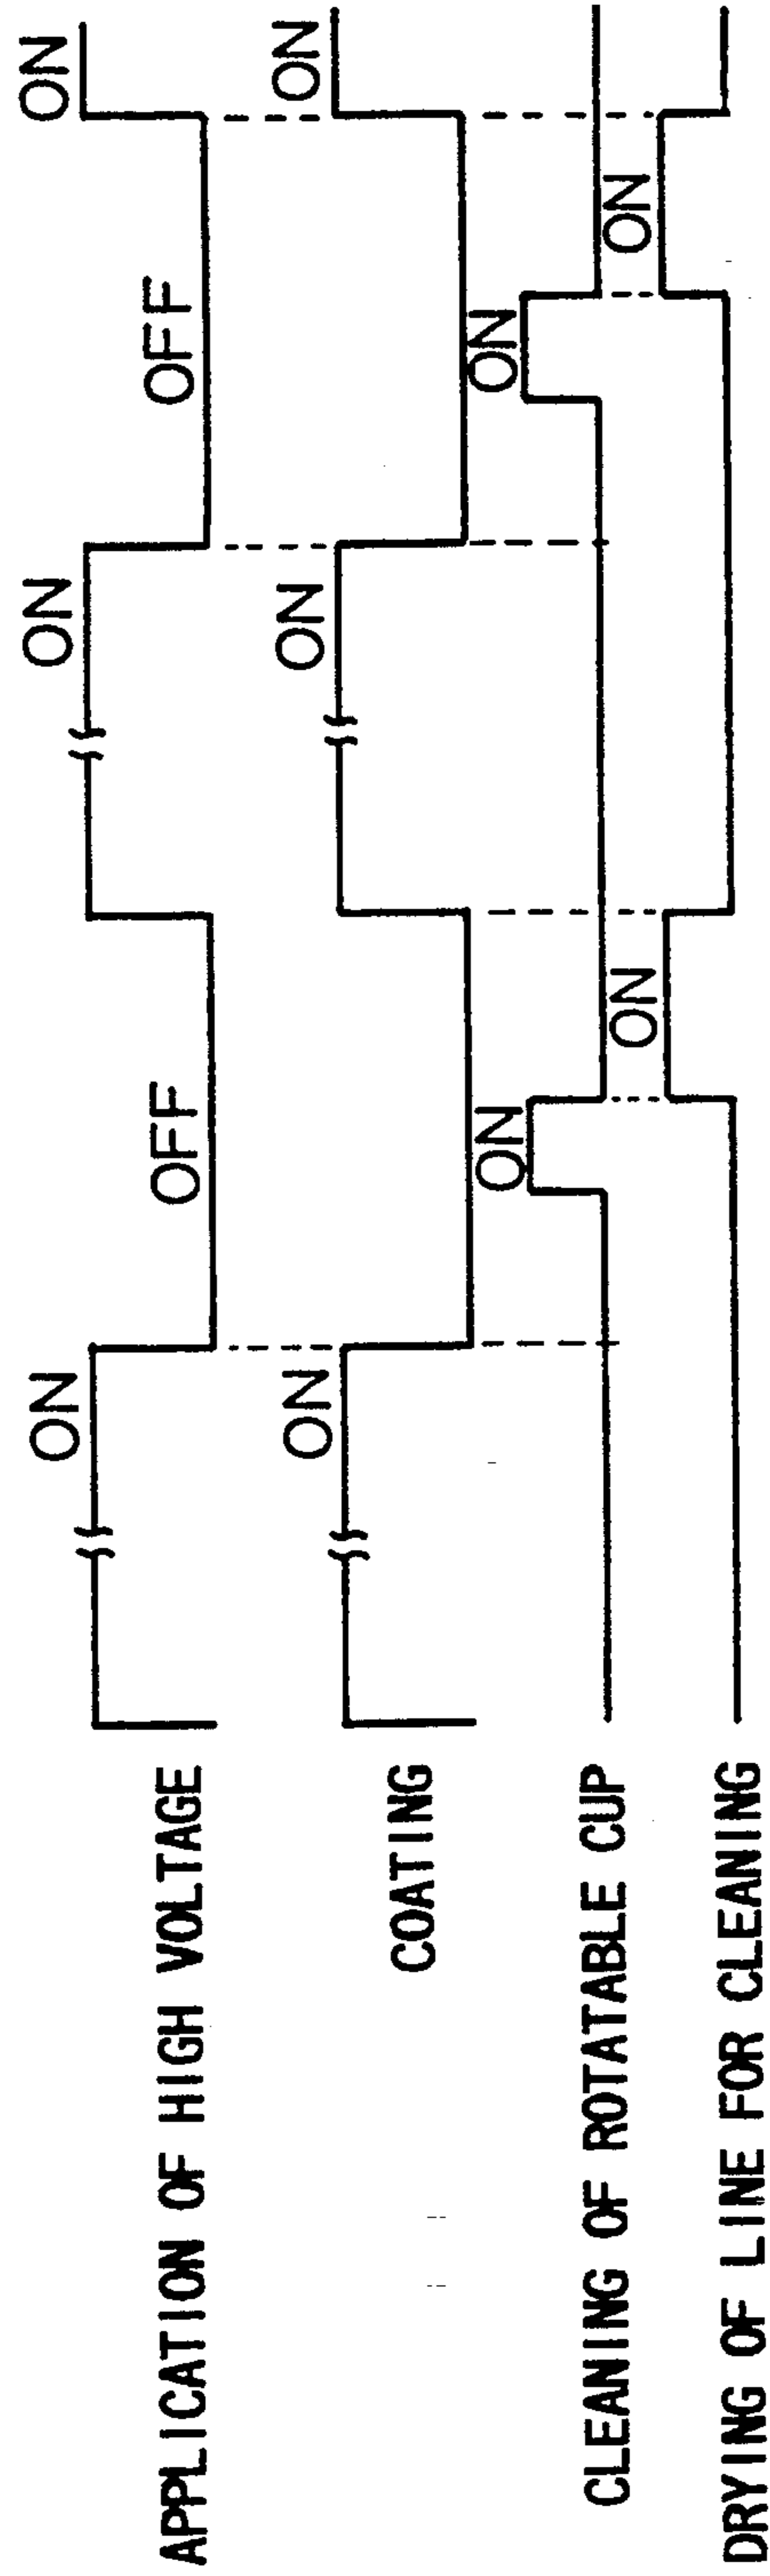 APPLICATION OF HIGH VOLTAGE
ON
OFF
ON
OFF
ON
COATING
ON
ON
ON
CLEANING OF ROTATABLE CUP
ON
ON
DRYING OF LINE FOR CLEANING
ON
ON